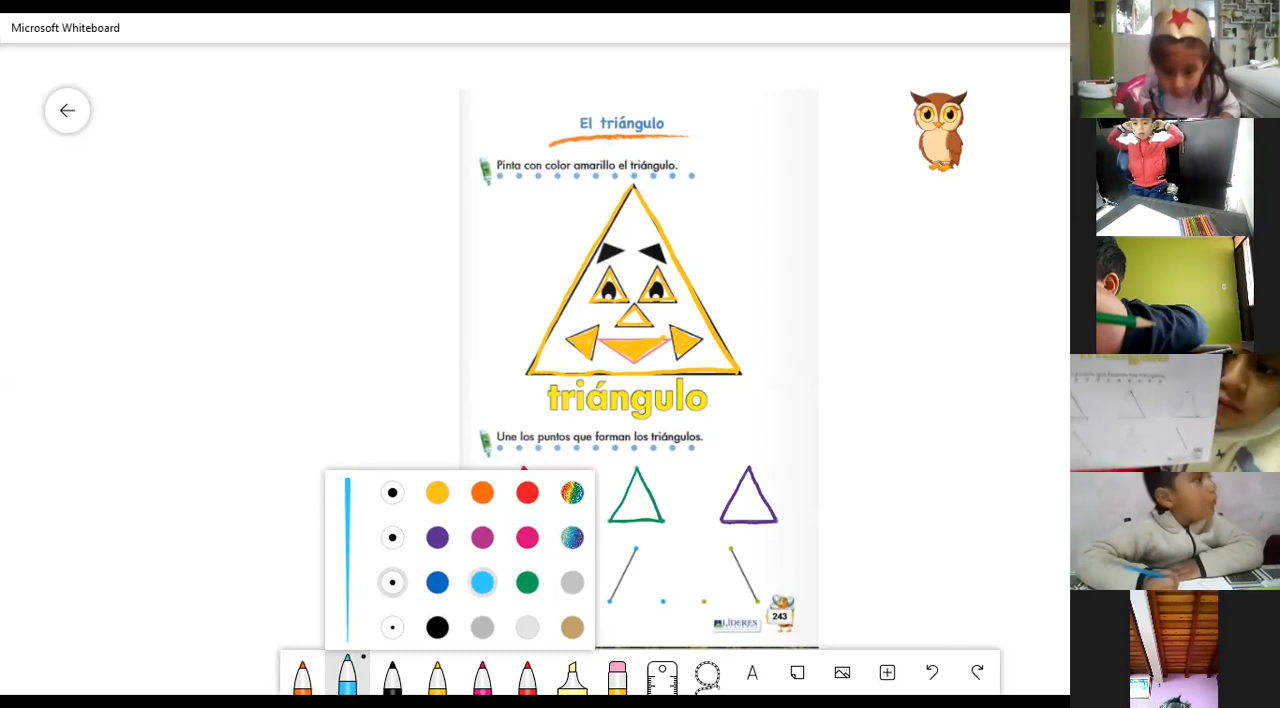 Microsoft Whiteboard
El triángulo
Pinta con color amarillo el triángulo.
triángulo
Une los puntos que forman los triángulos.
LÍDERES
243
A